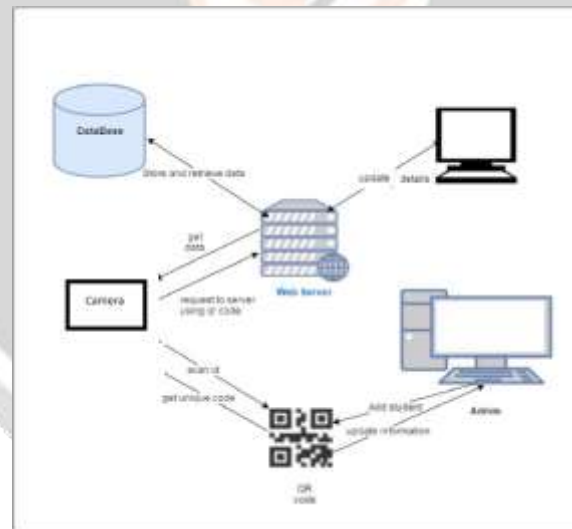 DataBase
store and retrieve data
update details
get
data
Web Server
Camera
request to server
using qr code
scan id
get unique code
Add student
update information
Admin
QR
code